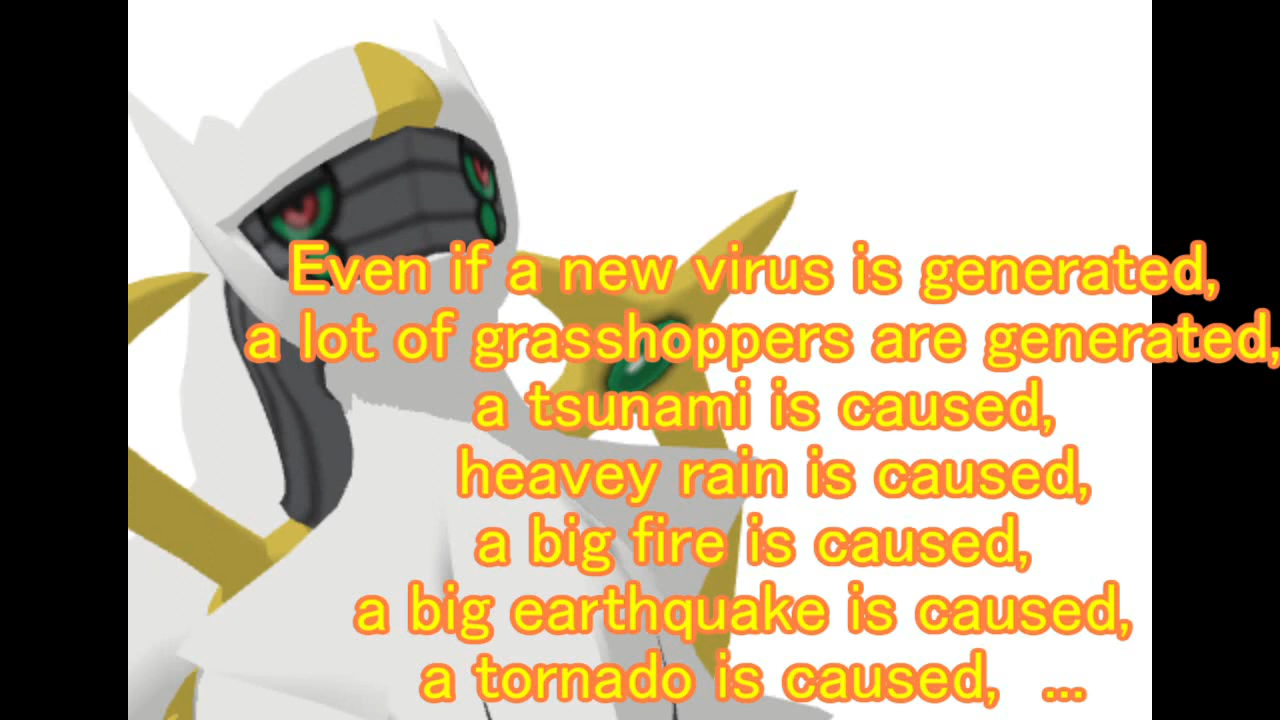 Even if a new virus is generated,
a lot of grasshoppers are generated,
a tsunami is caused,
heavey rain is caused,
a big fire is caused,
a big earthquake is caused,
a tornado is caused, ...